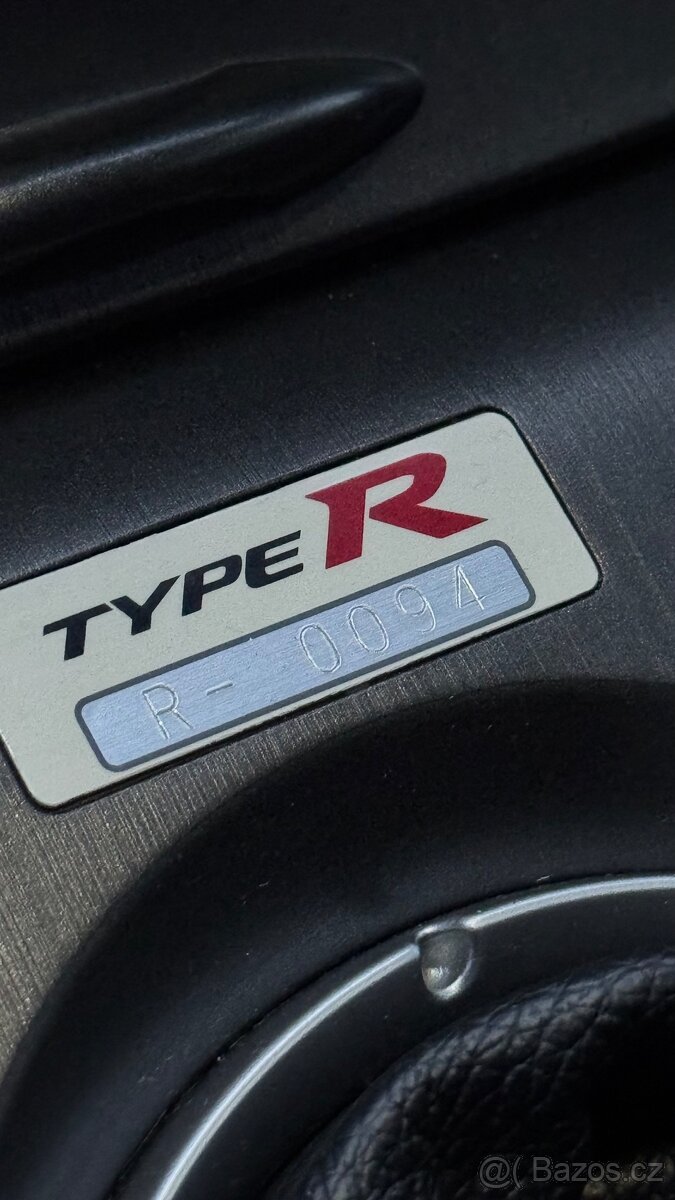 TYPE R
R- 0094
@( Bazos.cz